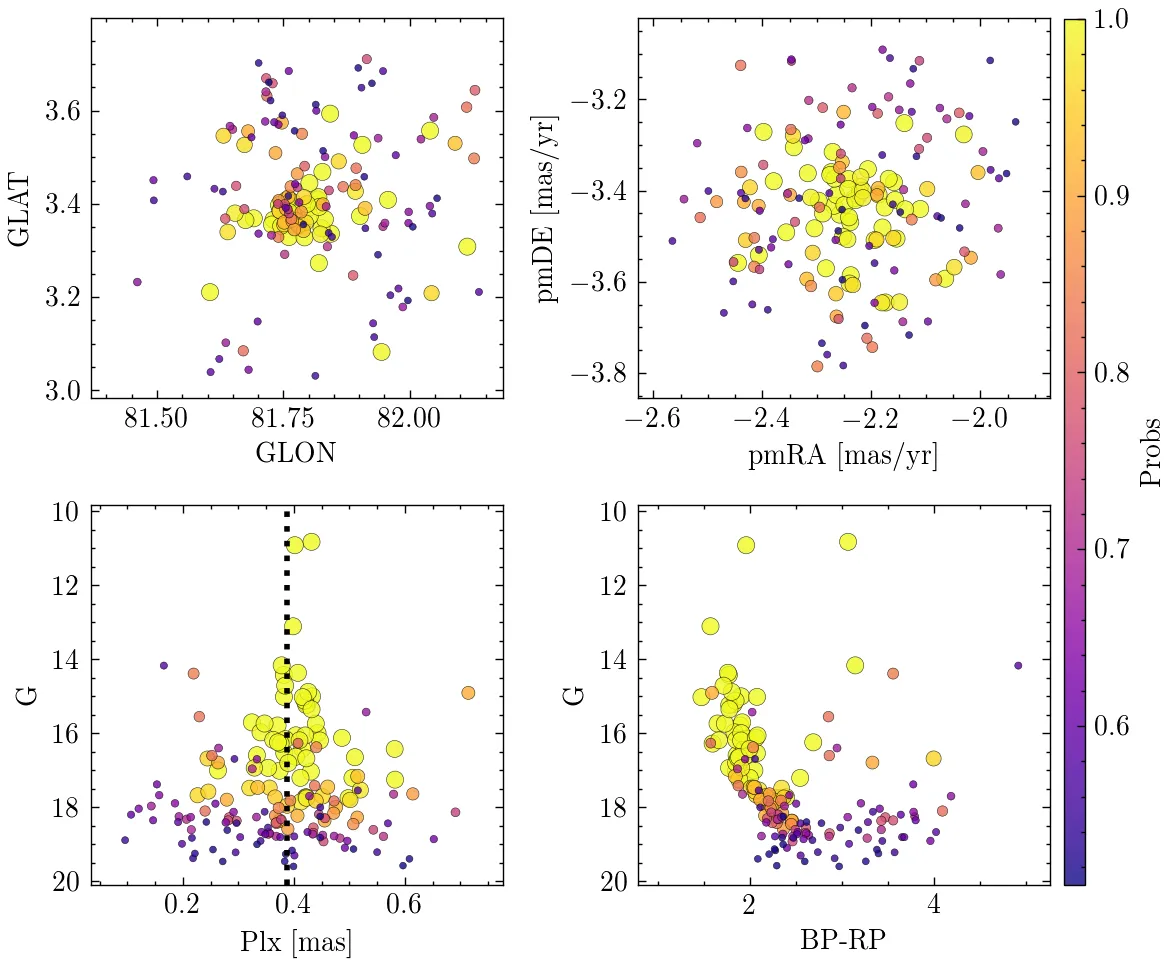 3.6
3.4
3.2
3.0
GLAT
81.50 81.75 82.00
GLON
−3.2
−3.4
−3.6
−3.8
pmDE [mas/yr]
−2.6 −2.4 −2.2 −2.0
pmRA [mas/yr]
1.0
0.9
0.8
0.7
0.6
Probs
10
12
14
16
18
20
G
0.2 0.4 0.6
Plx [mas]
10
12
14
16
18
20
G
2 4
BP-RP